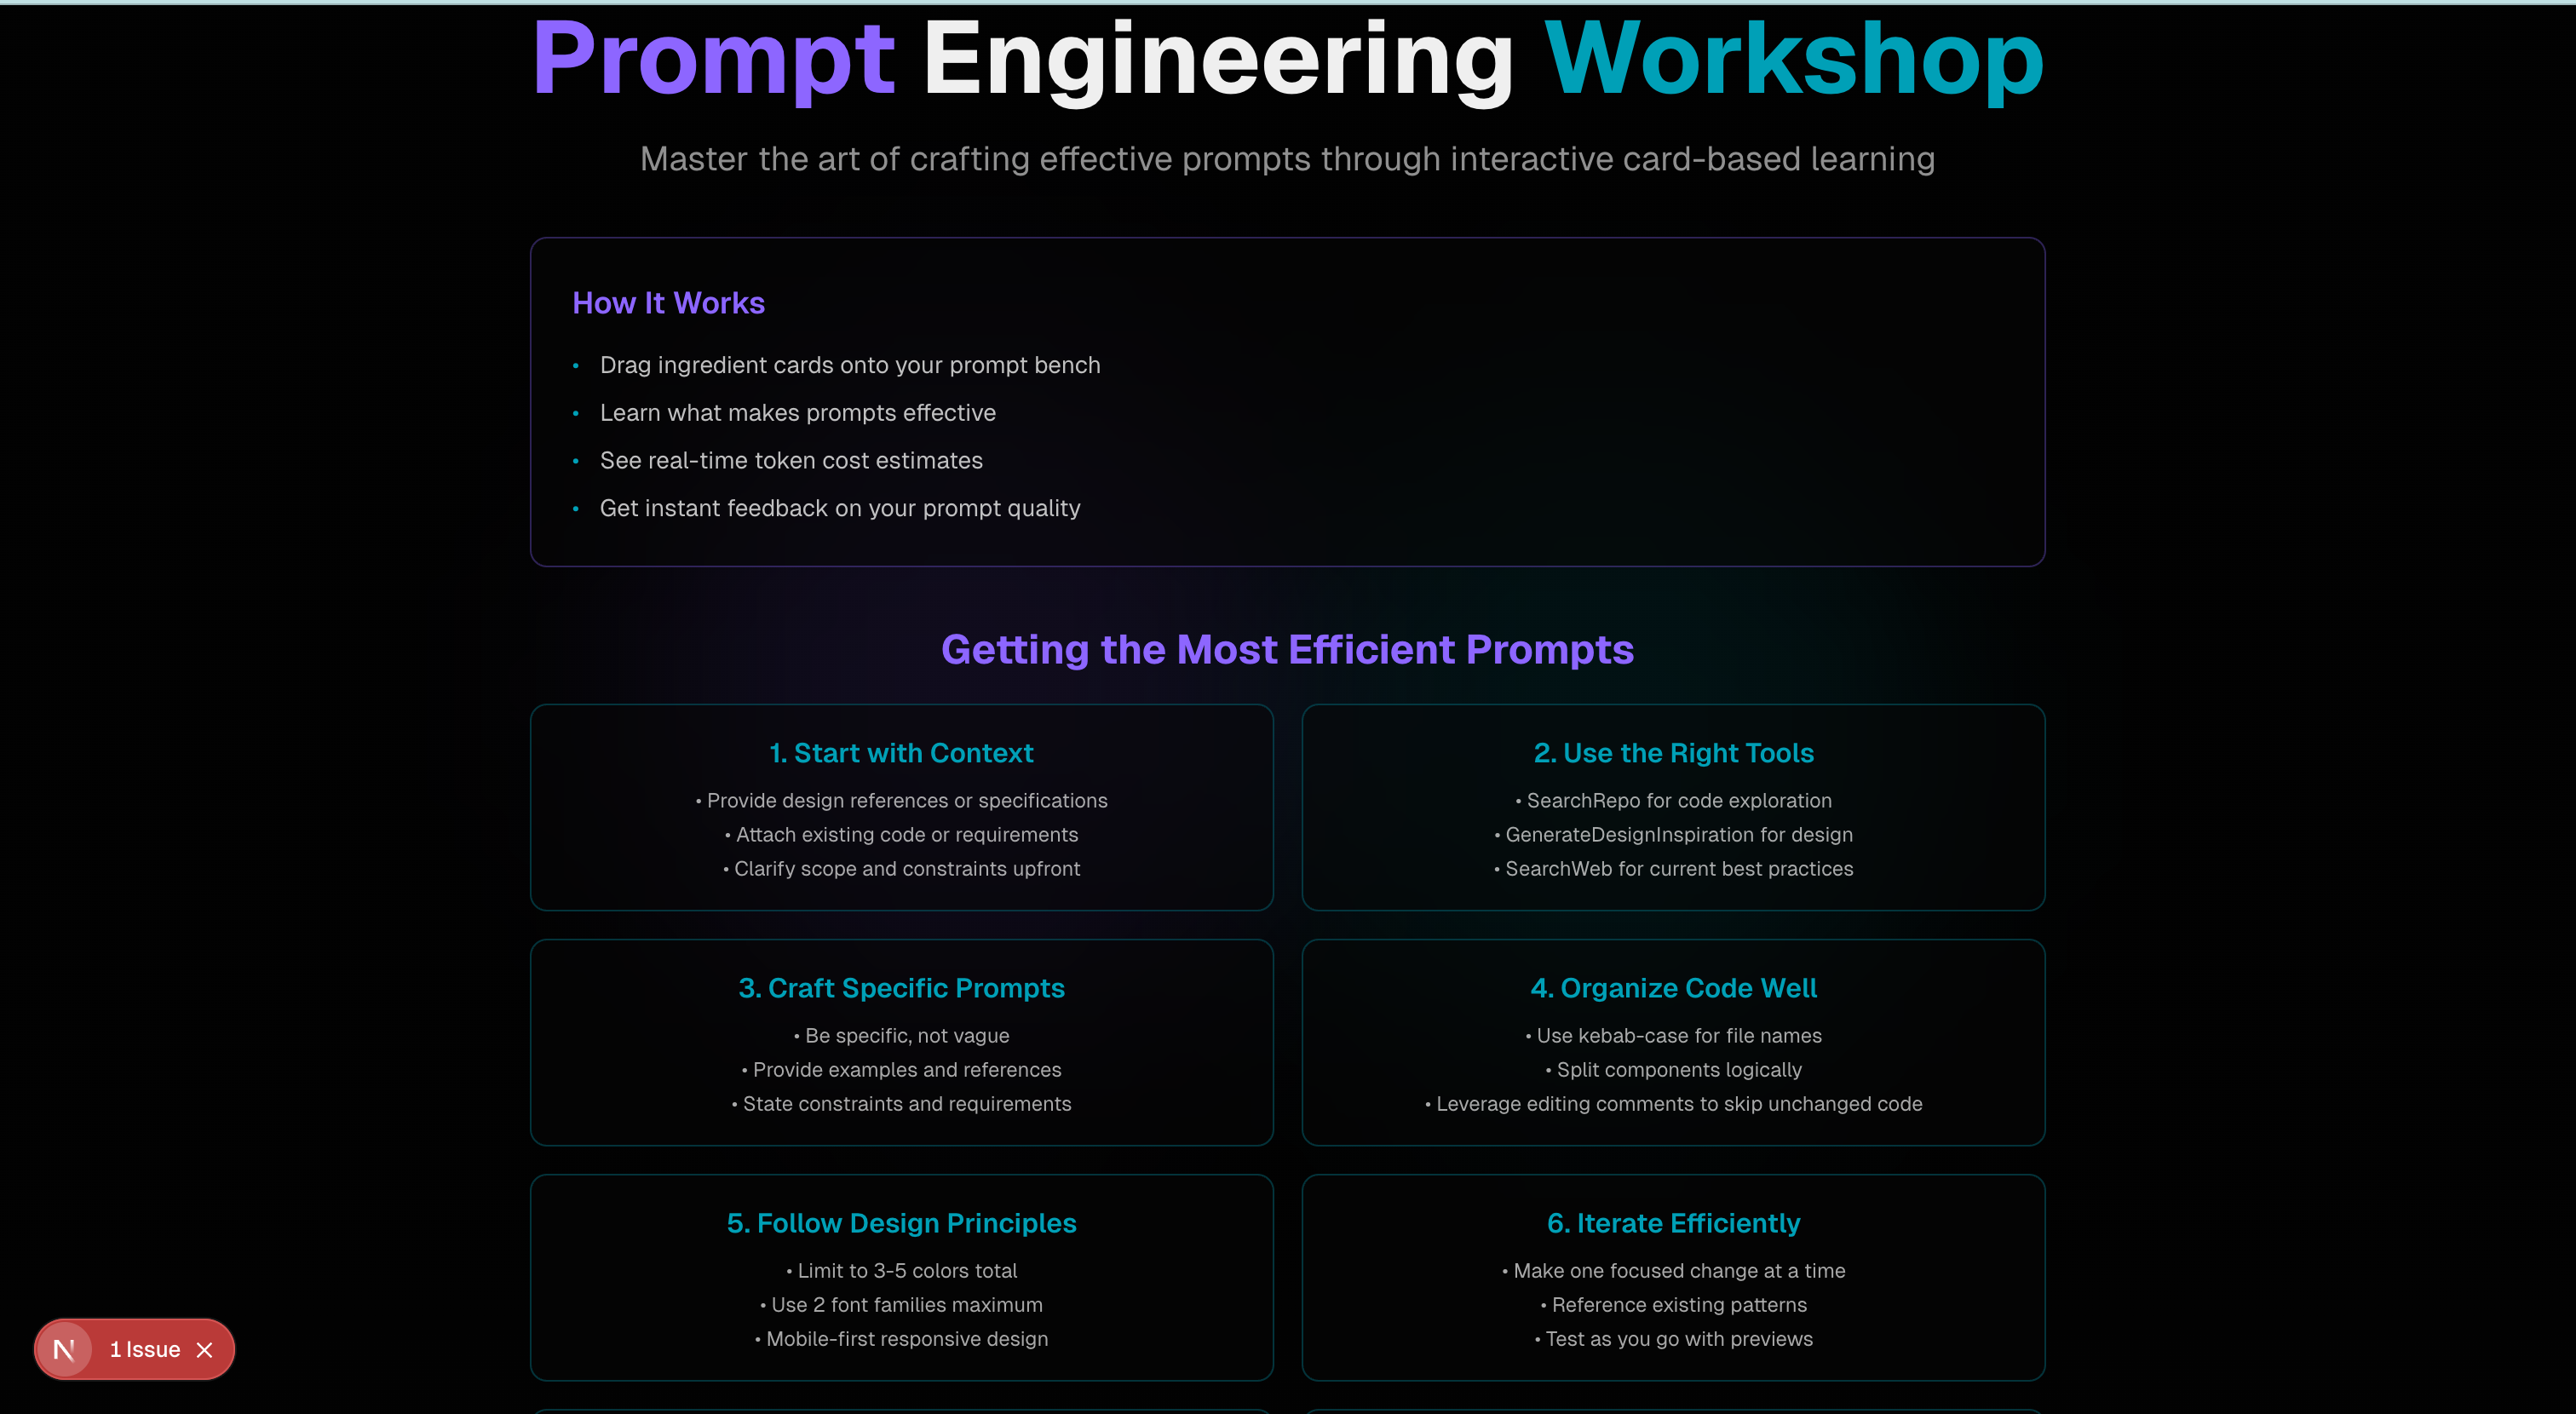 Prompt Engineering Workshop
Master the art of crafting effective prompts through interactive card-based learning
How It Works
• Drag ingredient cards onto your prompt bench
• Learn what makes prompts effective
• See real-time token cost estimates
• Get instant feedback on your prompt quality
Getting the Most Efficient Prompts
1. Start with Context
• Provide design references or specifications
• Attach existing code or requirements
• Clarify scope and constraints upfront
2. Use the Right Tools
• SearchRepo for code exploration
• GenerateDesignInspiration for design
• SearchWeb for current best practices
3. Craft Specific Prompts
• Be specific, not vague
• Provide examples and references
• State constraints and requirements
4. Organize Code Well
• Use kebab-case for file names
• Split components logically
• Leverage editing comments to skip unchanged code
5. Follow Design Principles
• Limit to 3-5 colors total
• Use 2 font families maximum
• Mobile-first responsive design
6. Iterate Efficiently
• Make one focused change at a time
• Reference existing patterns
• Test as you go with previews
N 1 Issue